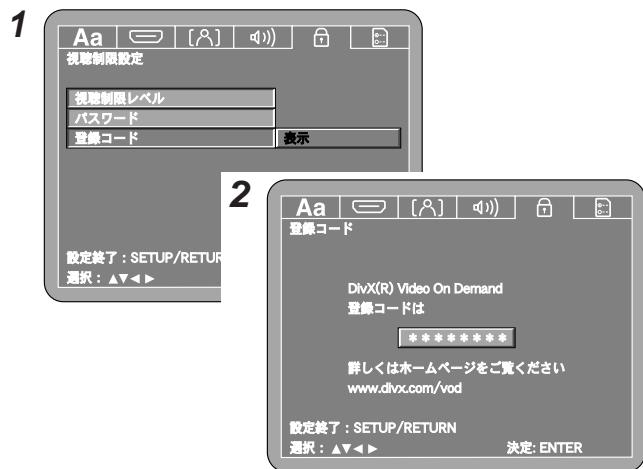 1
Aa
視聴制限設定
視聴制限レベル
パスワード
登録コード 表示
設定終了：SETUP/RETUR
選択：▲▼◄►
2
Aa
登録コード
DivX(R) Video On Demand
登録コードは
********
詳しくはホームページをご覧ください
www.divx.com/vod
設定終了：SETUP/RETURN
選択：▲▼◄► 決定: ENTER